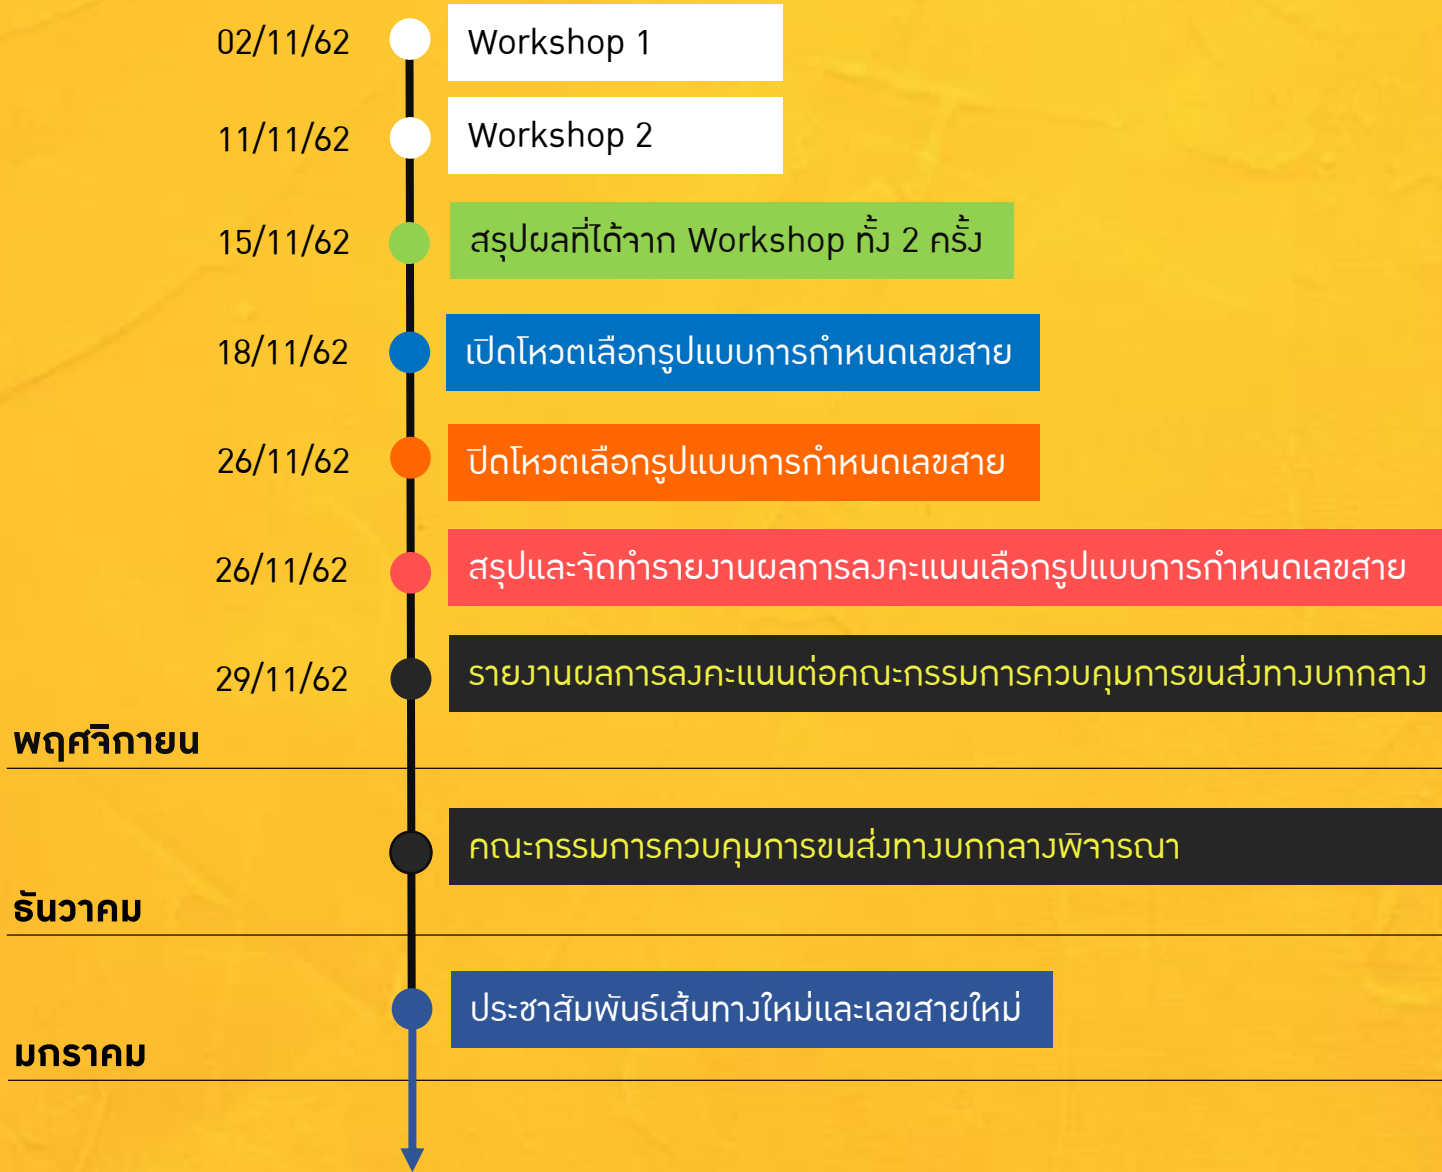 02/11/62 Workshop 1
11/11/62 Workshop 2
15/11/62 สรุปผลที่ได้จาก Workshop ทั้ง 2 ครั้ง
18/11/62 เปิดโหวตเลือกรูปแบบการกำหนดเลขสาย
26/11/62 ปิดโหวตเลือกรูปแบบการกำหนดเลขสาย
26/11/62 สรุปและจัดทำรายงานผลการลงคะแนนเลือกรูปแบบการกำหนดเลขสาย
29/11/62 รายงานผลการลงคะแนนต่อคณะกรรมการควบคุมการขนส่งทางบกกลาง
พฤศจิกายน
คณะกรรมการควบคุมการขนส่งทางบกกลางพิจารณา
ธันวาคม
ประชาสัมพันธ์เส้นทางใหม่และเลขสายใหม่
มกราคม